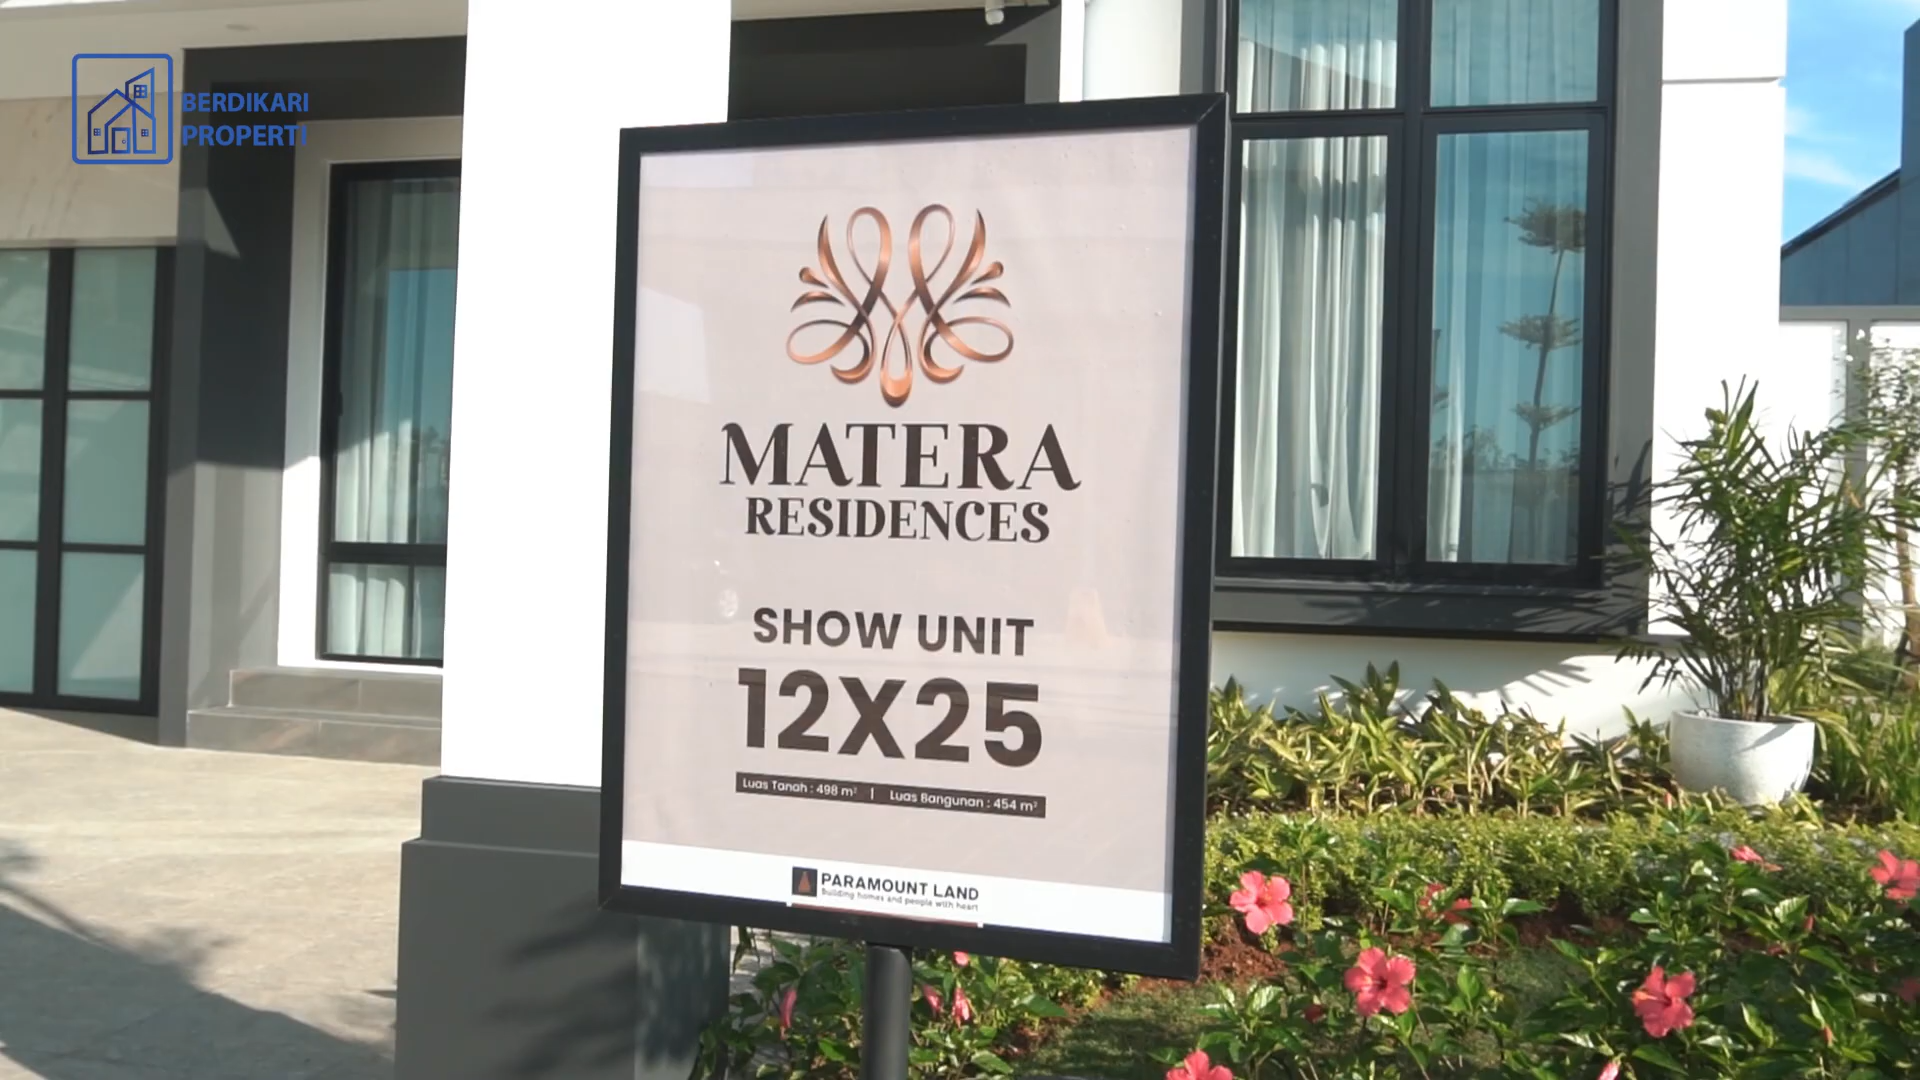 BERDIKARI
PROPERTI
MATERA
RESIDENCES
SHOW UNIT
12X25
Luas Tanah : 498 m² | Luas Bangunan : 454 m²
PARAMOUNT LAND
Building homes and people with heart